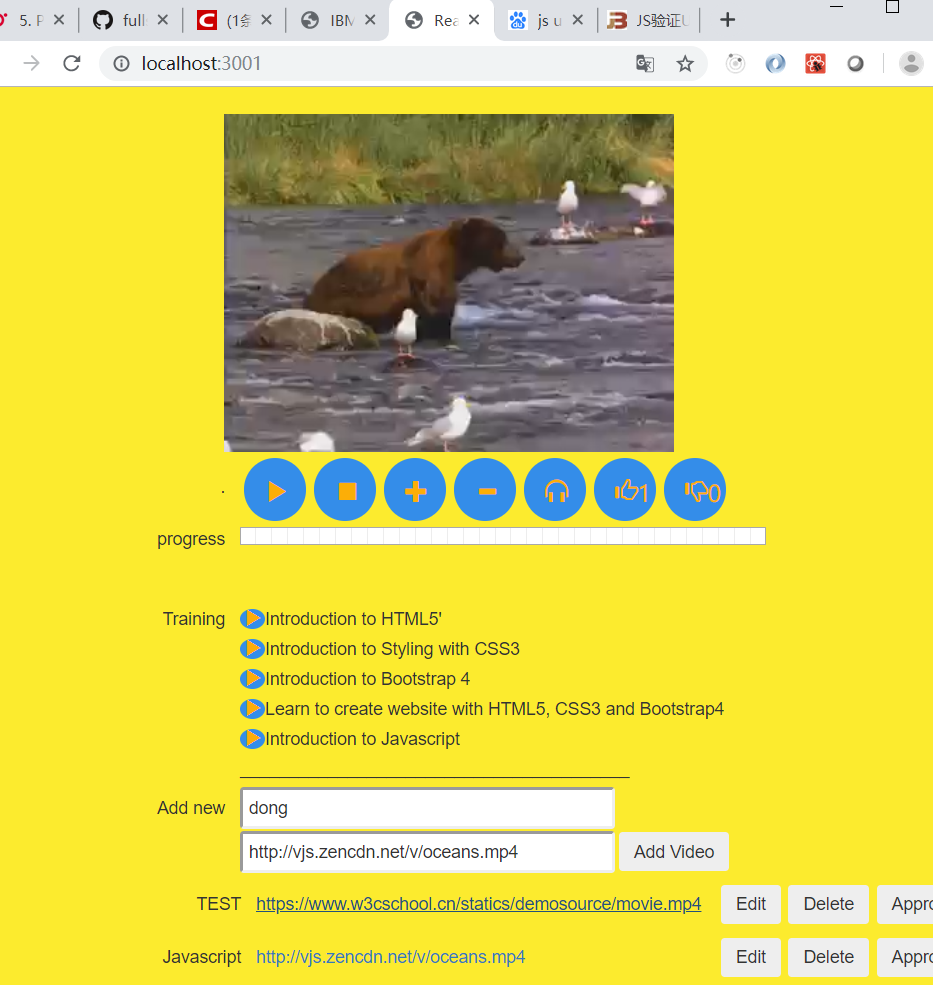 5. P
full
(1条
IBM
Rea
js u
JS验证U
localhost:3001
.
1
0
progress
Training
Introduction to HTML5'
Introduction to Styling with CSS3
Introduction to Bootstrap 4
Learn to create website with HTML5, CSS3 and Bootstrap4
Introduction to Javascript
Add new
dong
http://vjs.zencdn.net/v/oceans.mp4 Add Video
TEST https://www.w3cschool.cn/statics/demosource/movie.mp4 Edit Delete Appro
Javascript http://vjs.zencdn.net/v/oceans.mp4 Edit Delete Appro